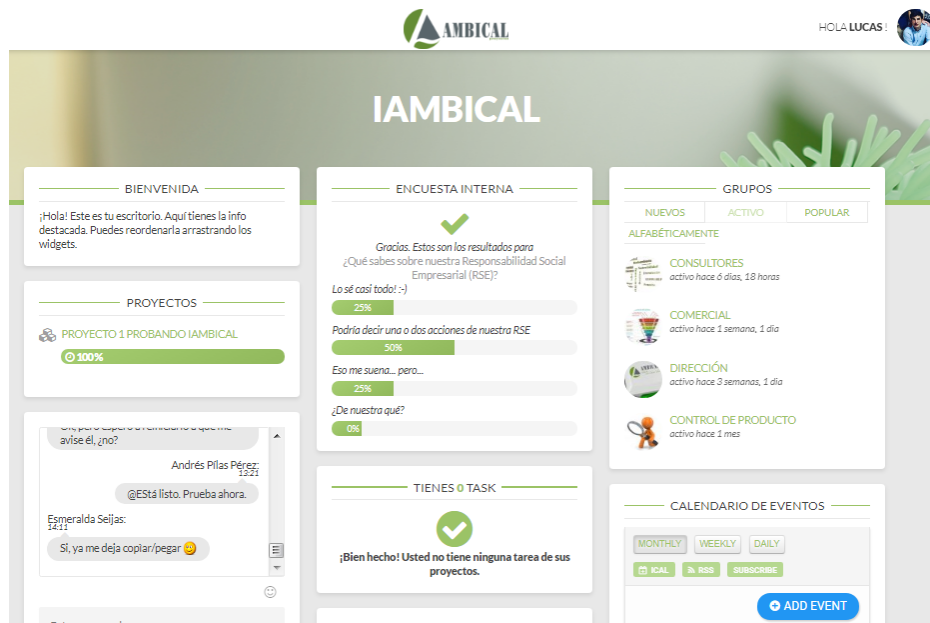 AMBICAL
HOLA LUCAS !
IAMBICAL
BIENVENIDA
¡Hola! Este es tu escritorio. Aquí tienes la info
destacada. Puedes reordenarla arrastrando los
widgets.
PROYECTOS
PROYECTO 1 PROBANDO IAMBICAL
100%
avise él, ¿no?
Andrés Pílas Pérez:
13:21
@EStá listo. Prueba ahora.
Esmeralda Seijas:
14:11
Si, ya me deja copiar/pegar
ENCUESTA INTERNA
Gracias. Estos son los resultados para
¿Qué sabes sobre nuestra Responsabilidad Social
Empresarial (RSE)?
Lo sé casi todo! :-)
25%
Podría decir una o dos acciones de nuestra RSE
50%
Eso me suena... pero...
25%
¿De nuestra qué?
0%
TIENES 0 TASK
¡Bien hecho! Usted no tiene ninguna tarea de sus
proyectos.
GRUPOS
NUEVOS ACTIVO POPULAR
ALFABÉTICAMENTE
CONSULTORES
activo hace 6 días, 18 horas
COMERCIAL
activo hace 1 semana, 1 día
DIRECCIÓN
activo hace 3 semanas, 1 día
CONTROL DE PRODUCTO
activo hace 1 mes
CALENDARIO DE EVENTOS
MONTHLY WEEKLY DAILY
ICAL RSS SUBSCRIBE
ADD EVENT